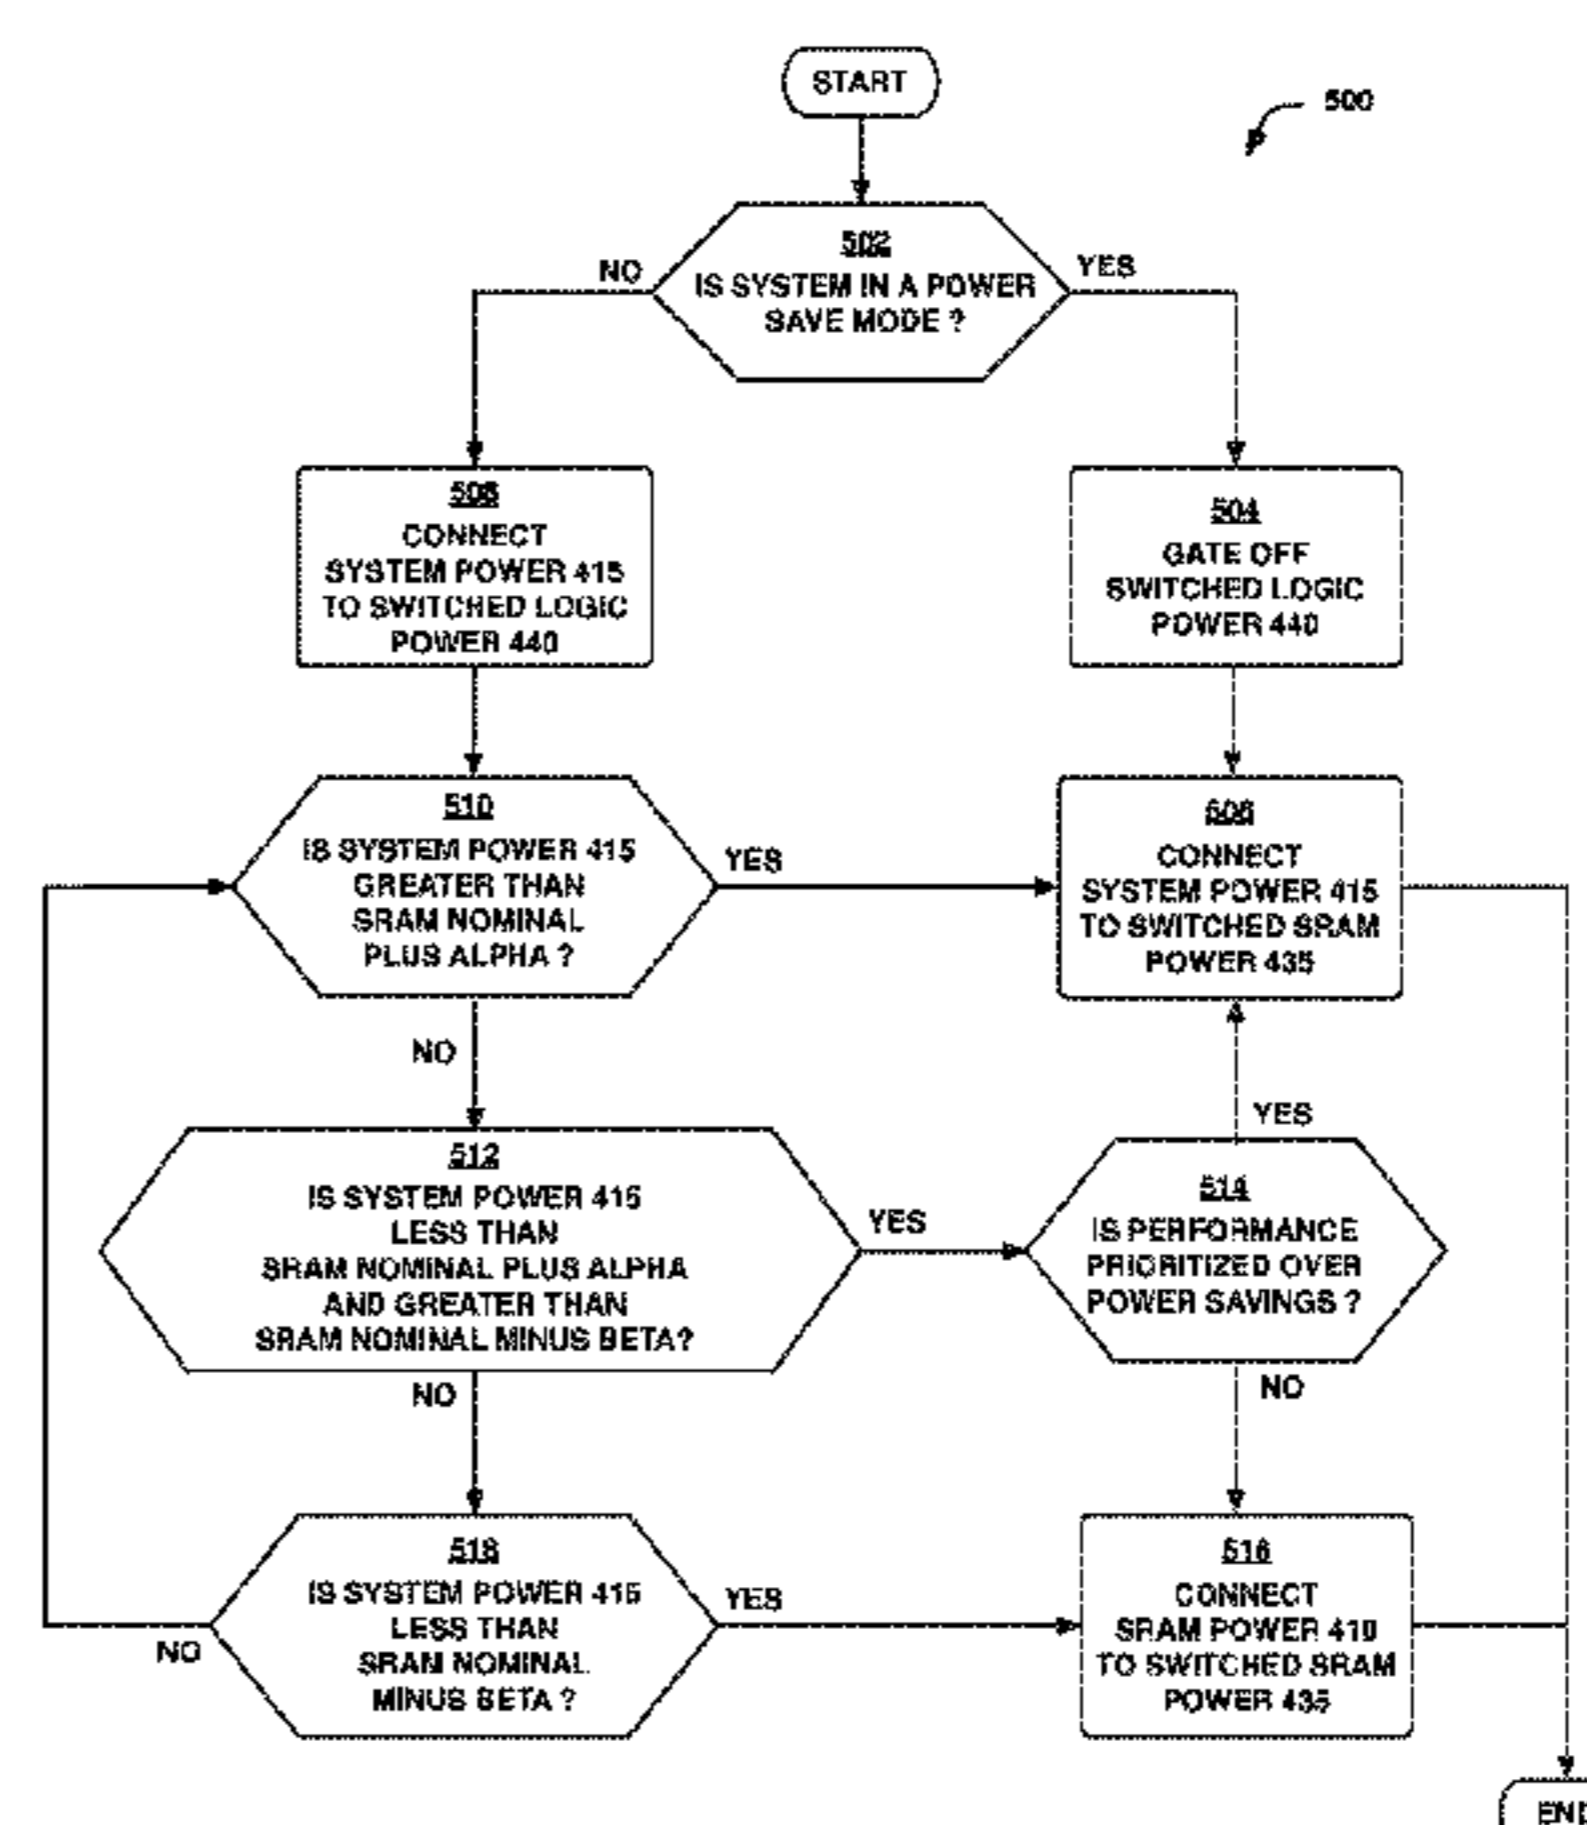 START
500
502
IS SYSTEM IN A POWER
SAVE MODE ?
NO
YES
508
CONNECT
SYSTEM POWER 415
TO SWITCHED LOGIC
POWER 440
504
GATE OFF
SWITCHED LOGIC
POWER 440
510
IS SYSTEM POWER 415
GREATER THAN
SRAM NOMINAL
PLUS ALPHA ?
YES
NO
506
CONNECT
SYSTEM POWER 415
TO SWITCHED SRAM
POWER 435
512
IS SYSTEM POWER 415
LESS THAN
SRAM NOMINAL PLUS ALPHA
AND GREATER THAN
SRAM NOMINAL MINUS BETA?
YES
NO
YES
514
IS PERFORMANCE
PRIORITIZED OVER
POWER SAVINGS ?
NO
518
IS SYSTEM POWER 415
LESS THAN
SRAM NOMINAL
MINUS BETA ?
YES
NO
516
CONNECT
SRAM POWER 410
TO SWITCHED SRAM
POWER 435
END